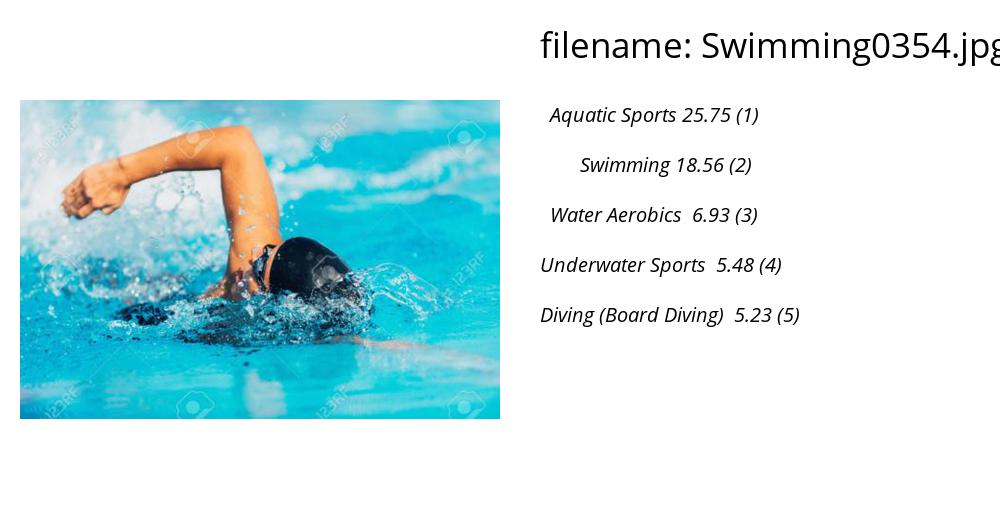 filename: Swimming0354.jpg
Aquatic Sports 25.75 (1)
Swimming 18.56 (2)
Water Aerobics 6.93 (3)
Underwater Sports 5.48 (4)
Diving (Board Diving) 5.23 (5)
123RF
123RF
123RF
123RF
123RF
123RF